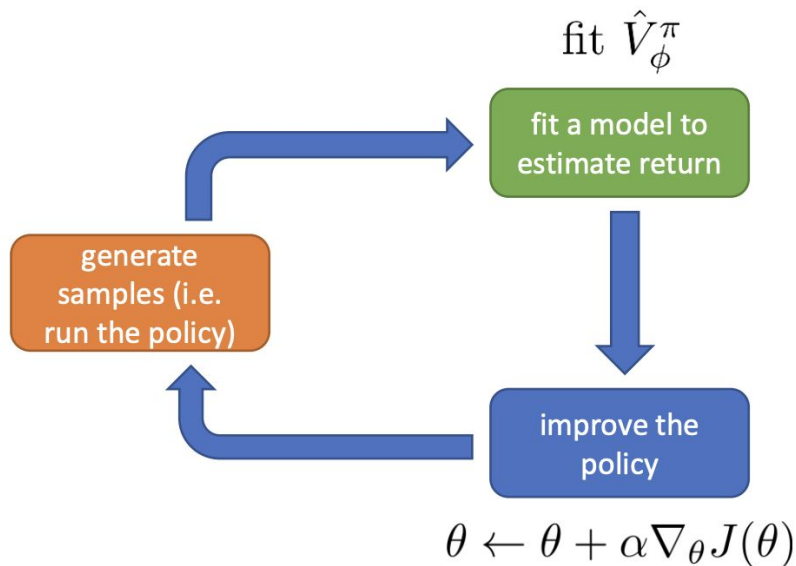 fit V̂^π_ϕ
fit a model to
estimate return
generate
samples (i.e.
run the policy)
improve the
policy
θ ← θ + α∇_θ J(θ)